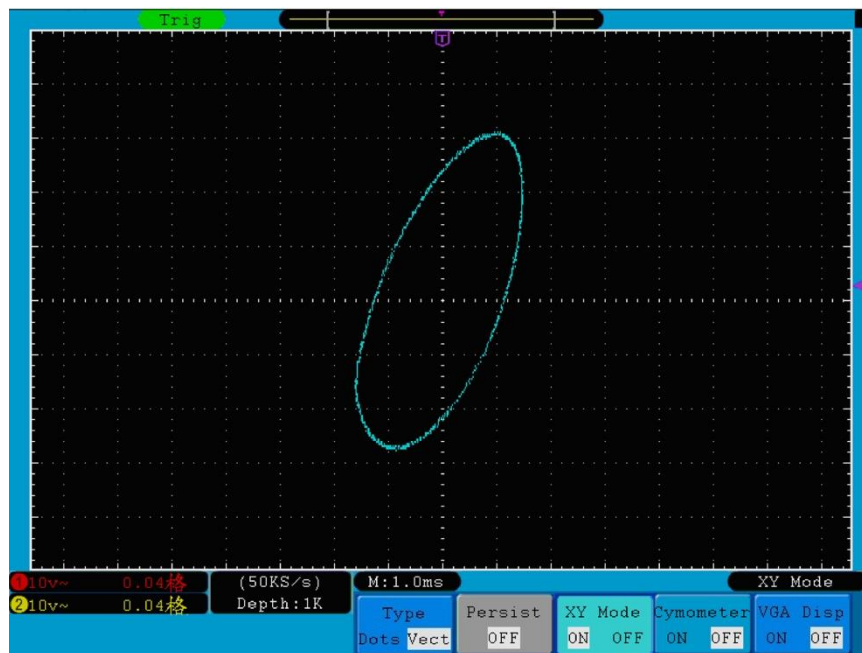 Trig
T
1 10v~ 0.04格
2 10v~ 0.04格
(50KS/s)
Depth:1K
M:1.0ms
XY Mode
Type
Dots Vect
Persist
OFF
XY Mode
ON OFF
Cymometer
ON OFF
VGA Disp
ON OFF